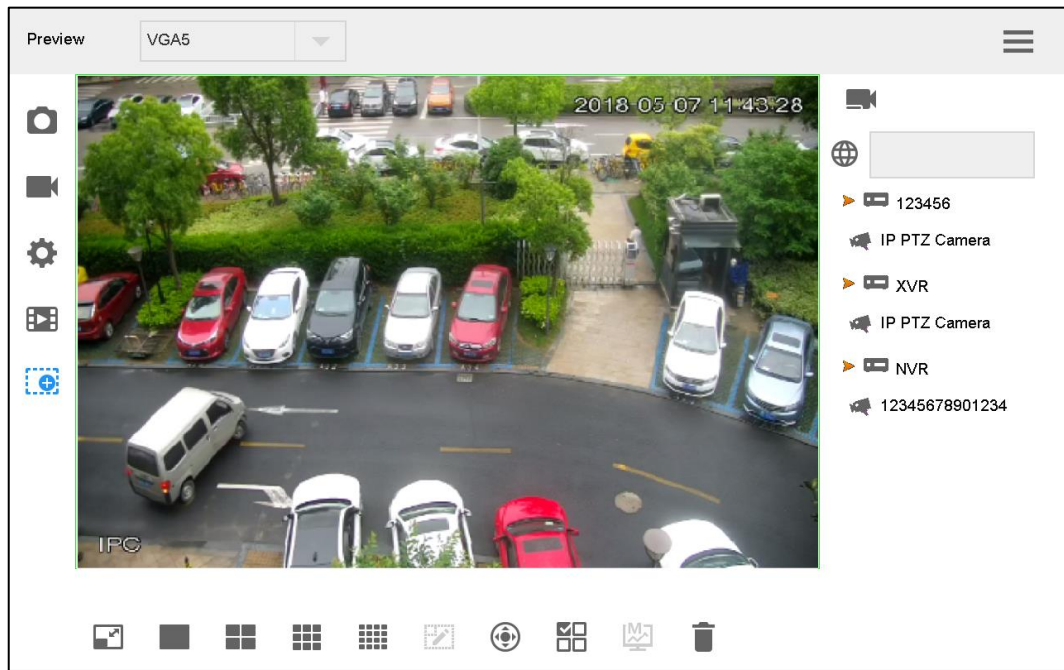 Preview
VGA5
2018-05-07 11:43:28
123456
IP PTZ Camera
XVR
IP PTZ Camera
NVR
12345678901234
IPC